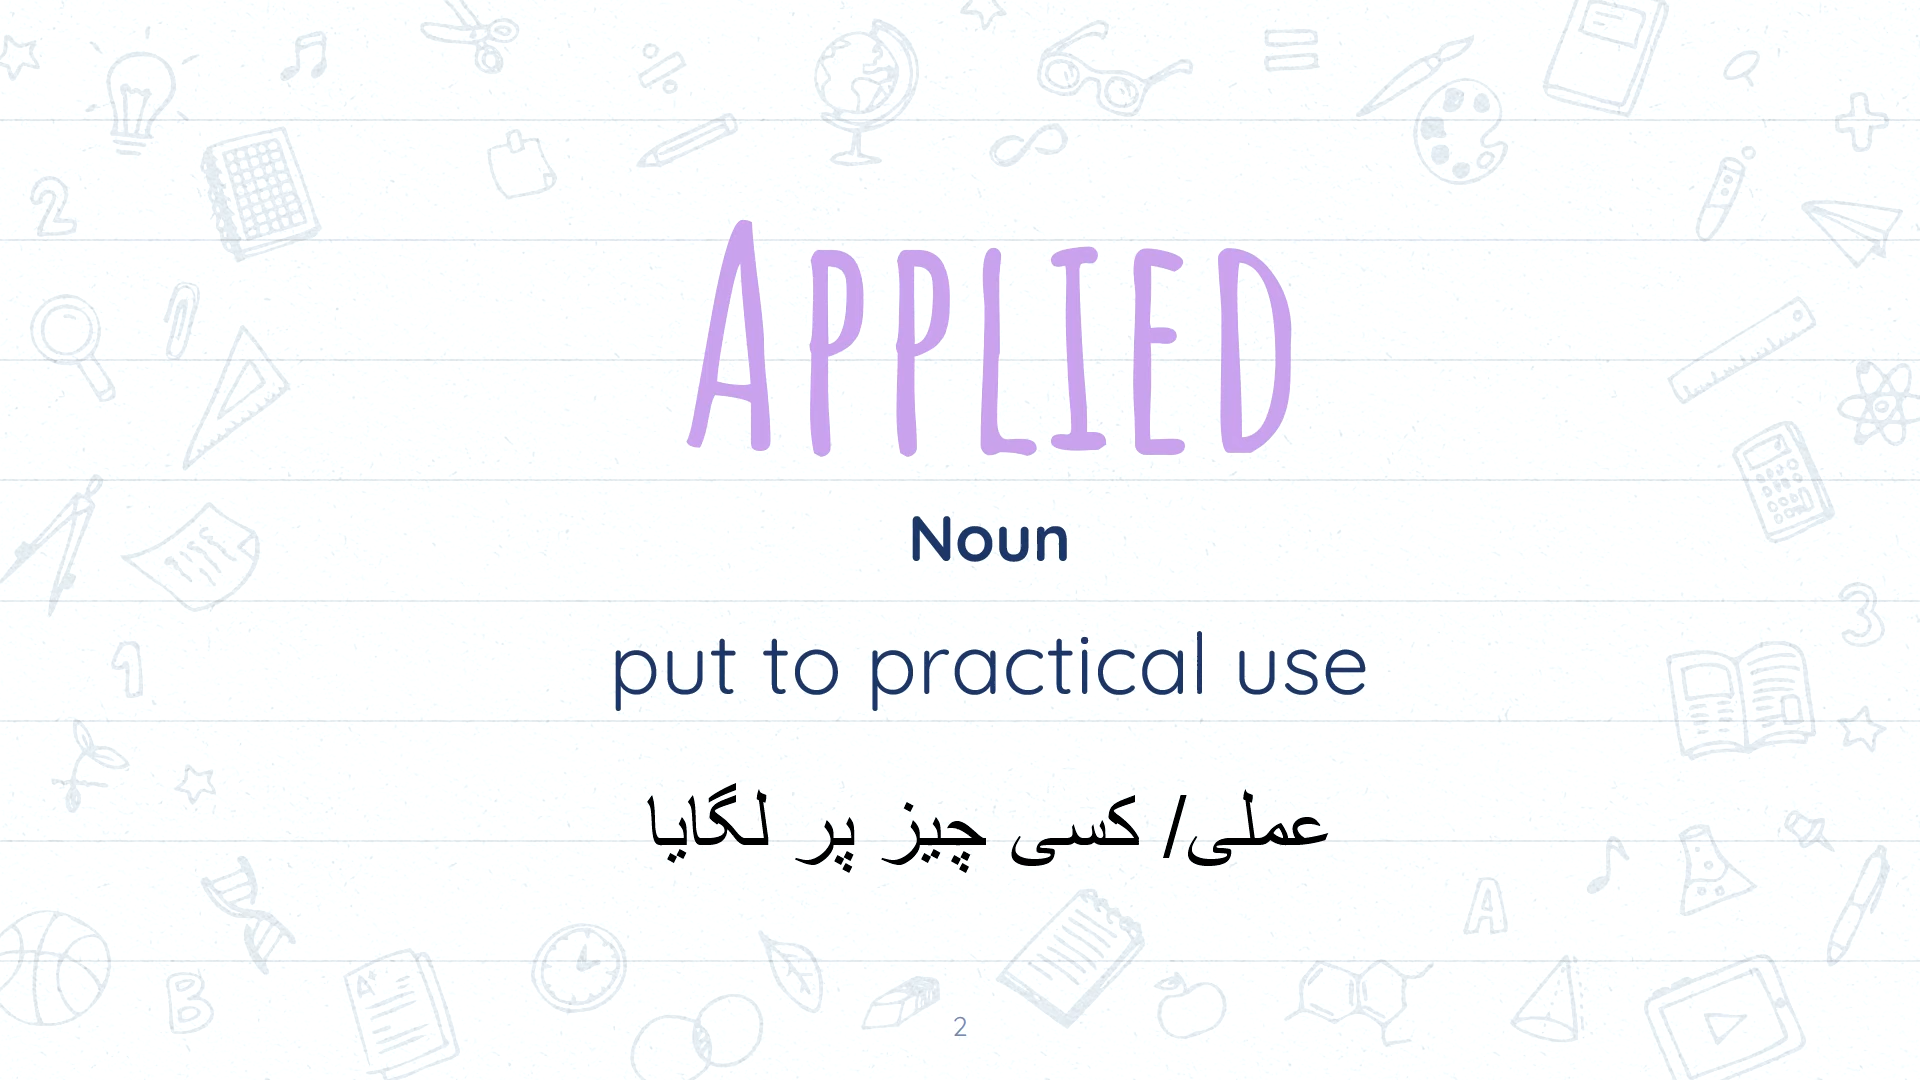 APPLIED
Noun
put to practical use
عملی/ کسی چیز پر لگایا
2